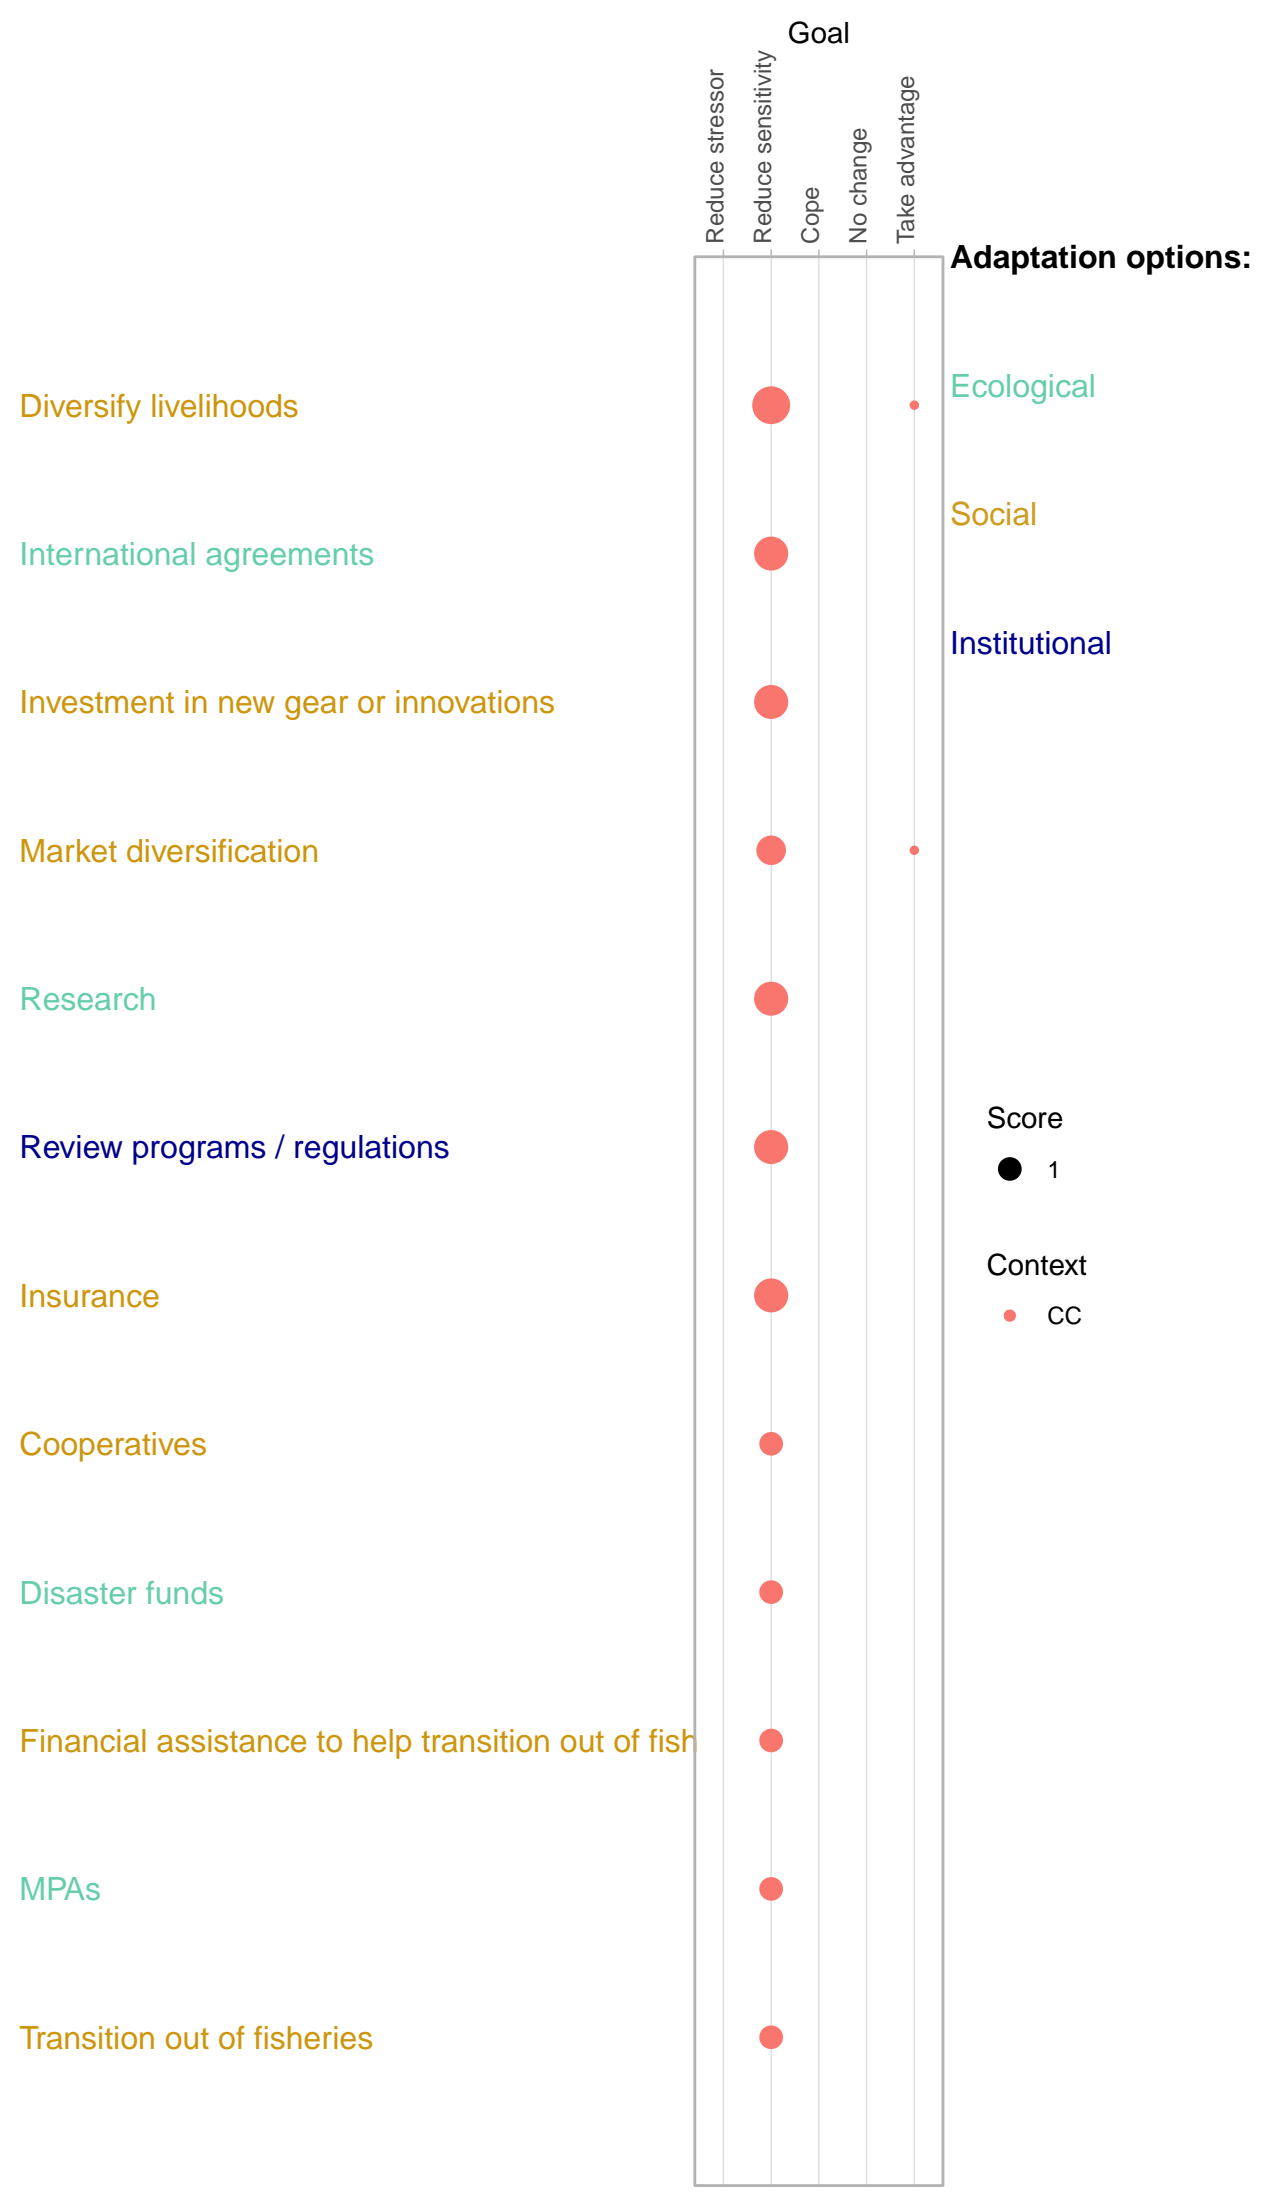 Goal
Reduce stressor
Reduce sensitivity
Cope
No change
Take advantage
Adaptation options:
Ecological
Social
Institutional
Diversify livelihoods
International agreements
Investment in new gear or innovations
Market diversification
Research
Review programs / regulations
Insurance
Cooperatives
Disaster funds
Financial assistance to help transition out of fish
MPAs
Transition out of fisheries
Score
1
Context
CC